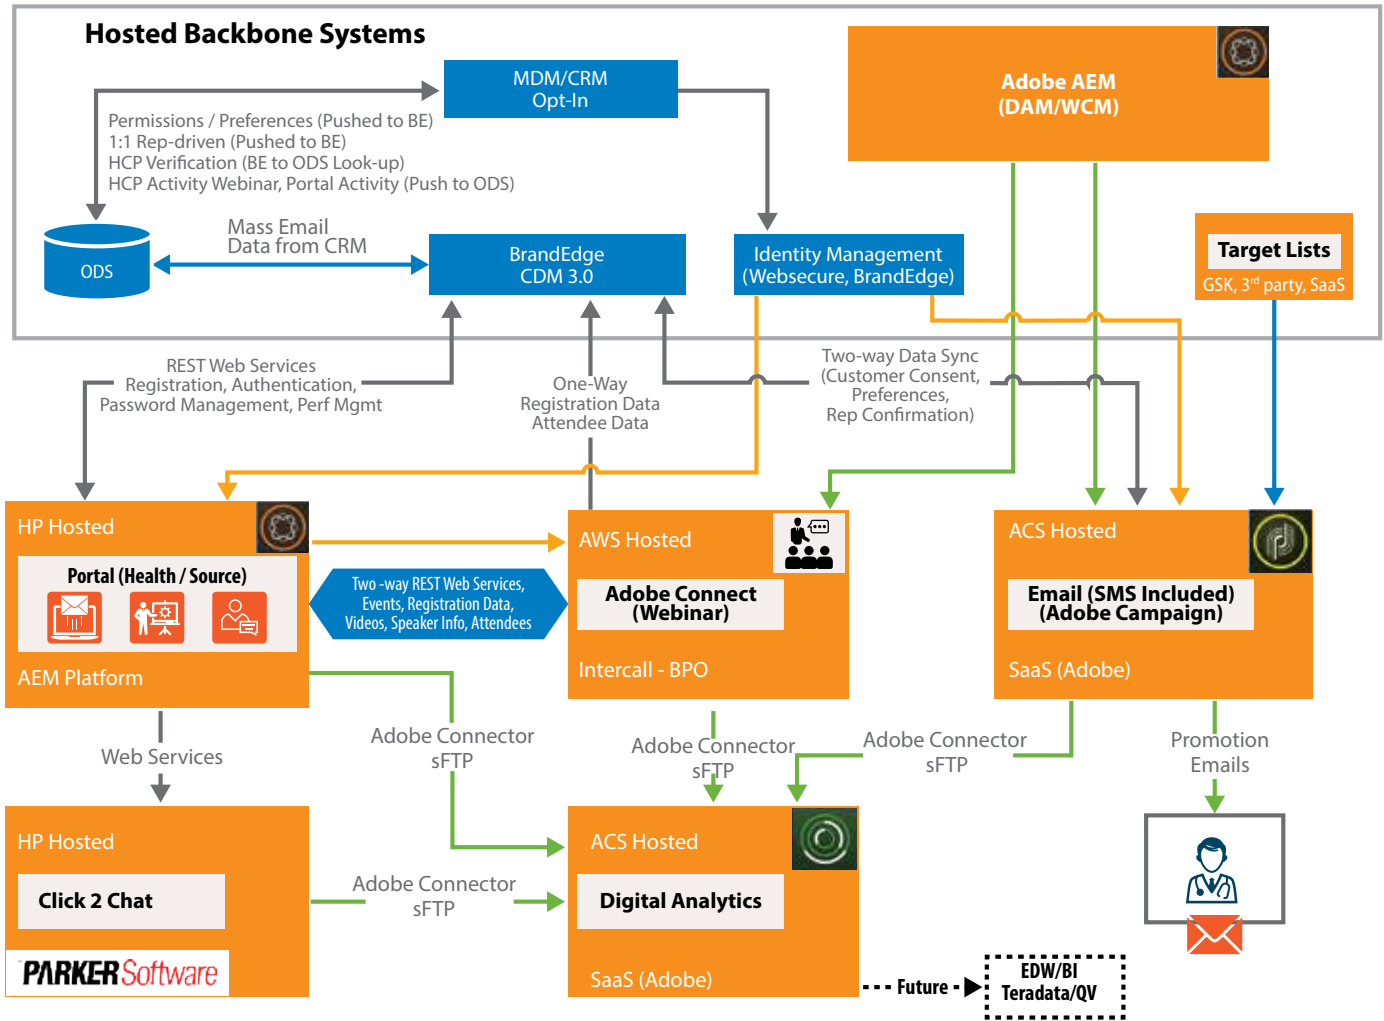 Hosted Backbone Systems
MDM/CRM
Opt-In
Adobe AEM
(DAM/WCM)
Permissions / Preferences (Pushed to BE)
1:1 Rep-driven (Pushed to BE)
HCP Verification (BE to ODS Look-up)
HCP Activity Webinar, Portal Activity (Push to ODS)
ODS
Mass Email
Data from CRM
BrandEdge
CDM 3.0
Identity Management
(Websecure, BrandEdge)
Target Lists
GSK, 3rd party, SaaS
REST Web Services
Registration, Authentication,
Password Management, Perf Mgmt
One-Way
Registration Data
Attendee Data
Two-way Data Sync
(Customer Consent,
Preferences,
Rep Confirmation)
HP Hosted
Portal (Health / Source)
AEM Platform
Two -way REST Web Services,
Events, Registration Data,
Videos, Speaker Info, Attendees
AWS Hosted
Adobe Connect
(Webinar)
Intercall - BPO
ACS Hosted
Email (SMS Included)
(Adobe Campaign)
SaaS (Adobe)
Web Services
Adobe Connector
sFTP
Adobe Connector
sFTP
Adobe Connector
sFTP
Promotion
Emails
HP Hosted
Click 2 Chat
PARKER Software
Adobe Connector
sFTP
ACS Hosted
Digital Analytics
SaaS (Adobe)
Future
EDW/BI
Teradata/QV